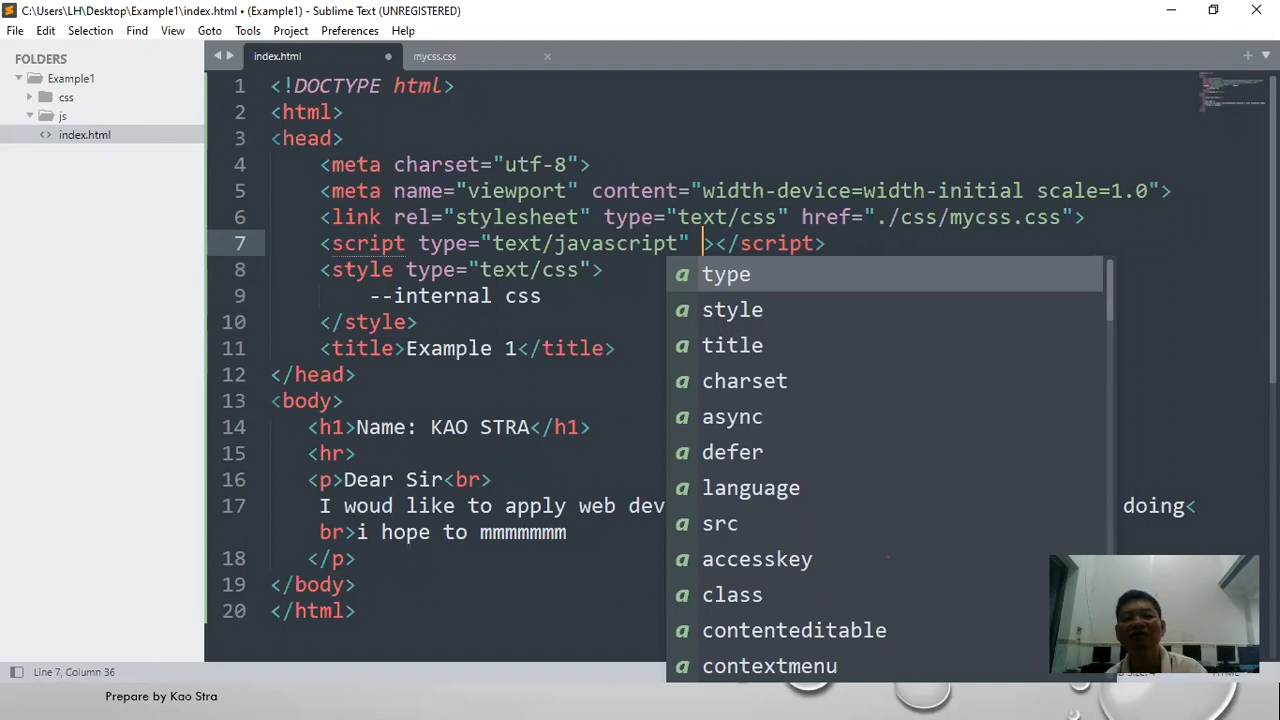 C:\Users\LH\Desktop\Example1\index.html • (Example1) - Sublime Text (UNREGISTERED)
File Edit Selection Find View Goto Tools Project Preferences Help
FOLDERS
Example1
css
js
index.html
index.html
mycss.css
1 <!DOCTYPE html>
2 <html>
3 <head>
4 <meta charset="utf-8">
5 <meta name="viewport" content="width-device=width-initial scale=1.0">
6 <link rel="stylesheet" type="text/css" href="./css/mycss.css">
7 <script type="text/javascript" ></script>
8 <style type="text/css">
9 --internal css
10 </style>
11 <title>Example 1</title>
12 </head>
13 <body>
14 <h1>Name: KAO STRA</h1>
15 <hr>
16 <p>Dear Sir<br>
17 I woud like to apply web dev doing<
br>i hope to mmmmmmm
18 </p>
19 </body>
20 </html>
a type
a style
a title
a charset
a async
a defer
a language
a src
a accesskey
a class
a contenteditable
a contextmenu
Line 7, Column 36
Prepare by Kao Stra